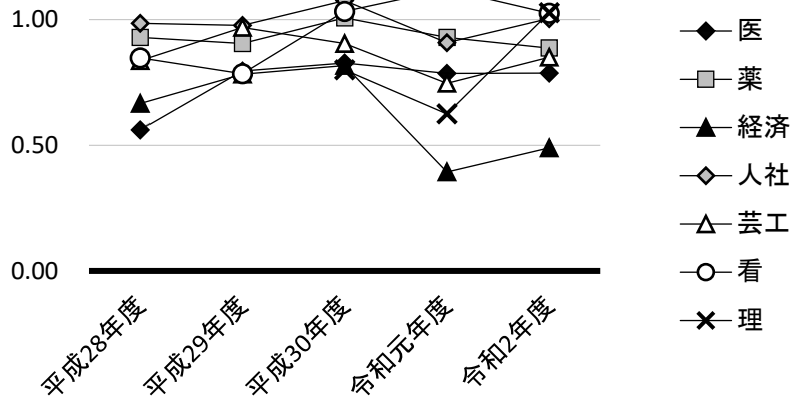 1.00
0.50
0.00
平成28年度
平成29年度
平成30年度
令和元年度
令和2年度
医
薬
経済
人社
芸工
看
理